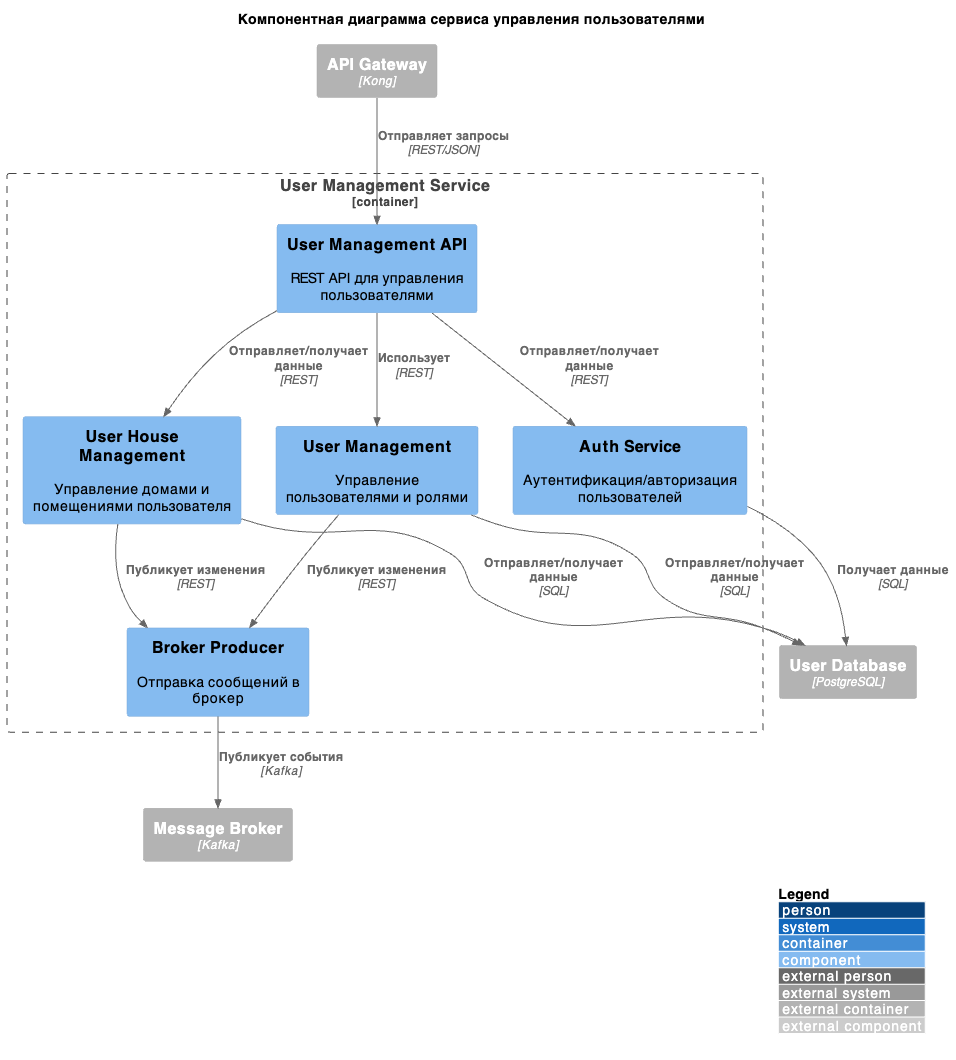 Компонентная диаграмма сервиса управления пользователями
API Gateway
[Kong]
Отправляет запросы
[REST/JSON]
User Management Service
[container]
User Management API
REST API для управления
пользователями
Отправляет/получает
данные
[REST]
Использует
[REST]
Отправляет/получает
данные
[REST]
User House
Management
Управление домами и
помещениями пользователя
User Management
Управление
пользователями и ролями
Auth Service
Аутентификация/авторизация
пользователей
Публикует изменения
[REST]
Публикует изменения
[REST]
Отправляет/получает
данные
[SQL]
Отправляет/получает
данные
[SQL]
Получает данные
[SQL]
Broker Producer
Отправка сообщений в
брокер
User Database
[PostgreSQL]
Публикует события
[Kafka]
Message Broker
[Kafka]
Legend
person
system
container
component
external person
external system
external container
external component